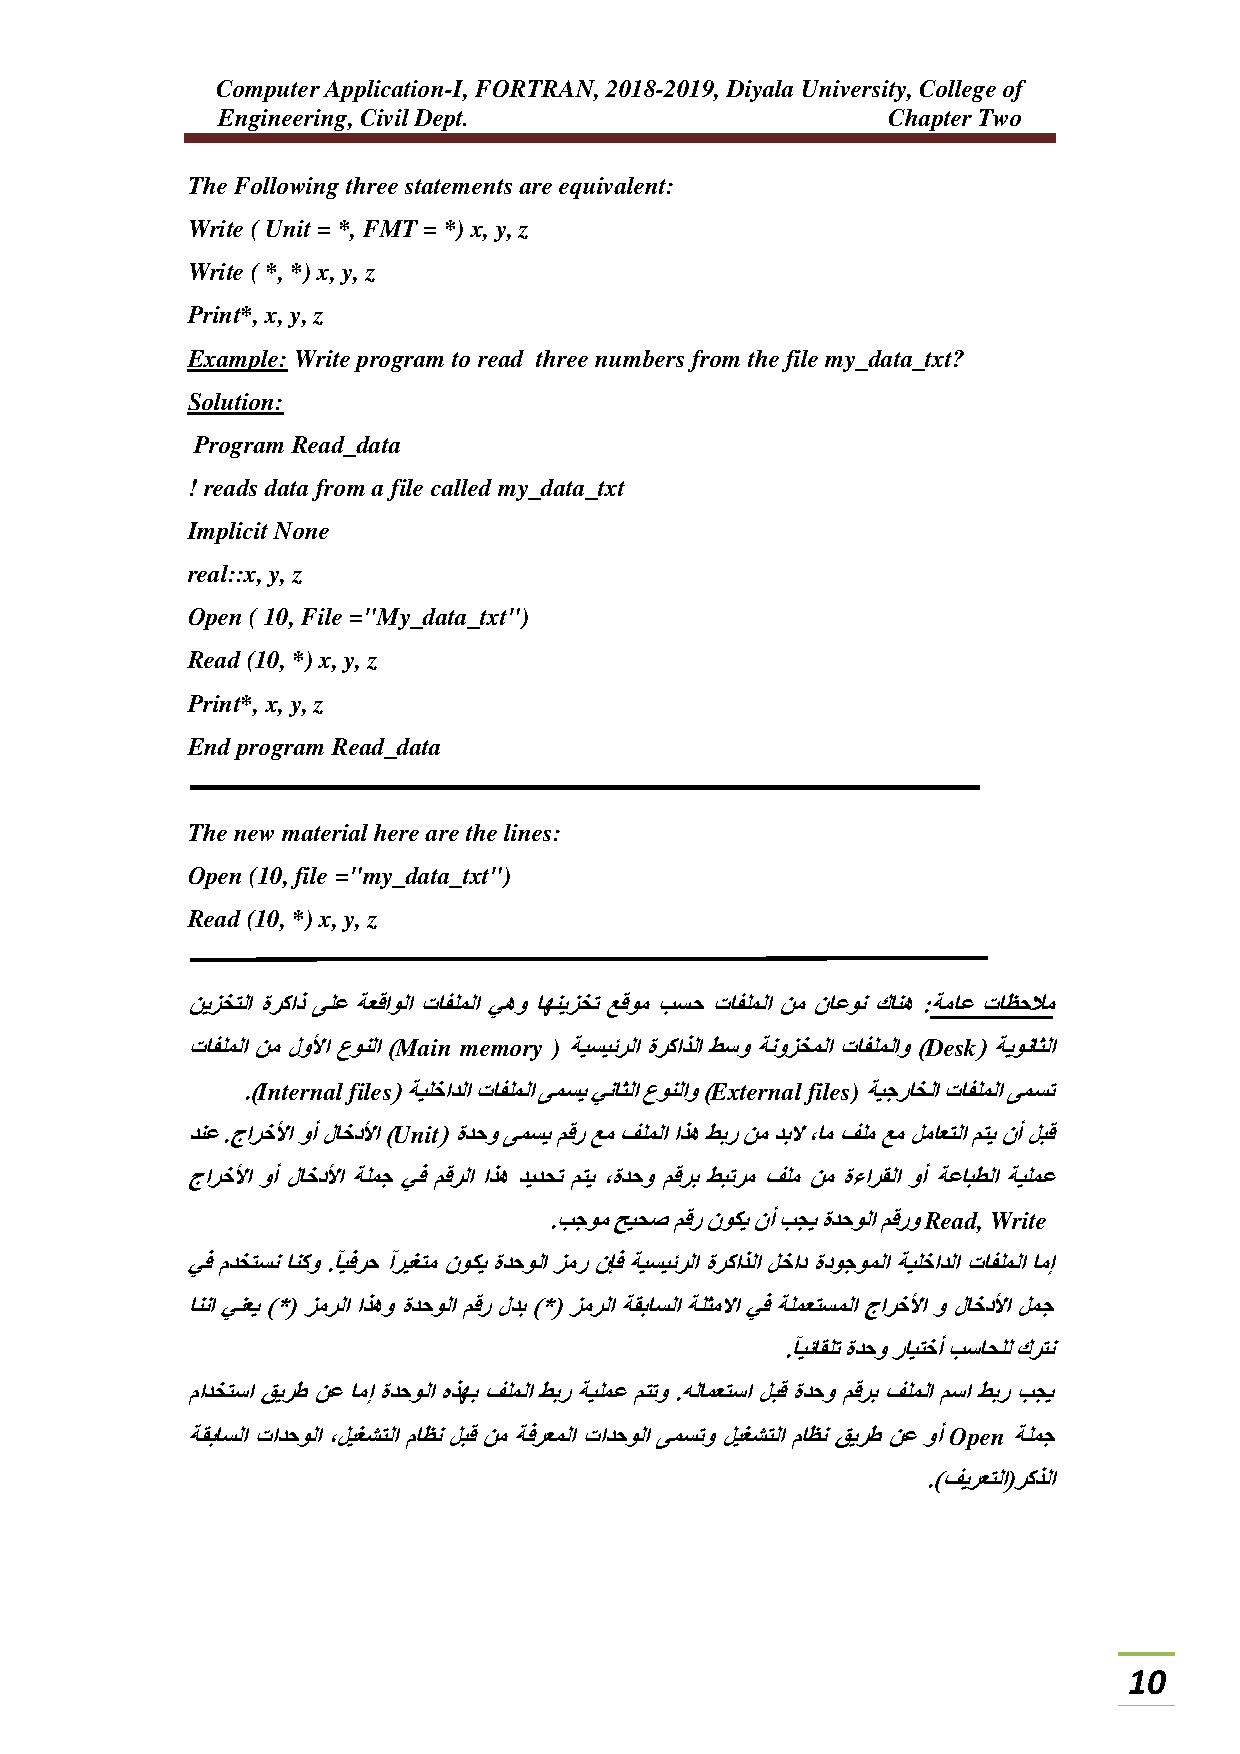 Computer Application-I, FORTRAN, 2018-2019, Diyala University, College of
Engineering, Civil Dept. Chapter Two
The Following three statements are equivalent:
Write ( Unit = *, FMT = *) x, y, z
Write ( *, *) x, y, z
Print*, x, y, z
Example: Write program to read three numbers from the file my_data_txt?
Solution:
Program Read_data
! reads data from a file called my_data_txt
Implicit None
real::x, y, z
Open ( 10, File ="My_data_txt")
Read (10, *) x, y, z
Print*, x, y, z
End program Read_data
The new material here are the lines:
Open (10, file ="my_data_txt")
Read (10, *) x, y, z
ملاحظات عامة: هناك نوعان من الملفات حسب موقع تخزينها وهي الملفات الواقعة على ذاكرة التخزين
الثانوية (Desk) والملفات المخزونة وسط الذاكرة الرئيسية ( Main memory) النوع الأول من الملفات
تسمى الملفات الخارجية (External files) والنوع الثاني يسمى الملفات الداخلية (Internal files).
قبل أن يتم التعامل مع ملف ما، لابد من ربط هذا الملف مع رقم يسمى وحدة (Unit) الأدخال أو الأخراج. عند
عملية الطباعة أو القراءة من ملف مرتبط برقم وحدة، يتم تحديد هذا الرقم في جملة الأدخال أو الأخراج
Read, Write ورقم الوحدة يجب أن يكون رقم صحيح موجب.
إما الملفات الداخلية الموجودة داخل الذاكرة الرئيسية فإن رمز الوحدة يكون متغيرآ حرفيآ. وكنا نستخدم في
جمل الأدخال و الأخراج المستعملة في الامثلة السابقة الرمز (*) بدل رقم الوحدة وهذا الرمز (*) يعني اننا
نترك للحاسب أختيار وحدة تلقائيآ.
يجب ربط اسم الملف برقم وحدة قبل استعماله. وتتم عملية ربر الملف بهذه الوحدة إما عن طريق استخدام
جملة Open أو عن طريق نظام التشغيل وتسمى الوحدات المعرفة من قبل نظام التشغيل، الوحدات السابقة
الذكر(التعريف).
10